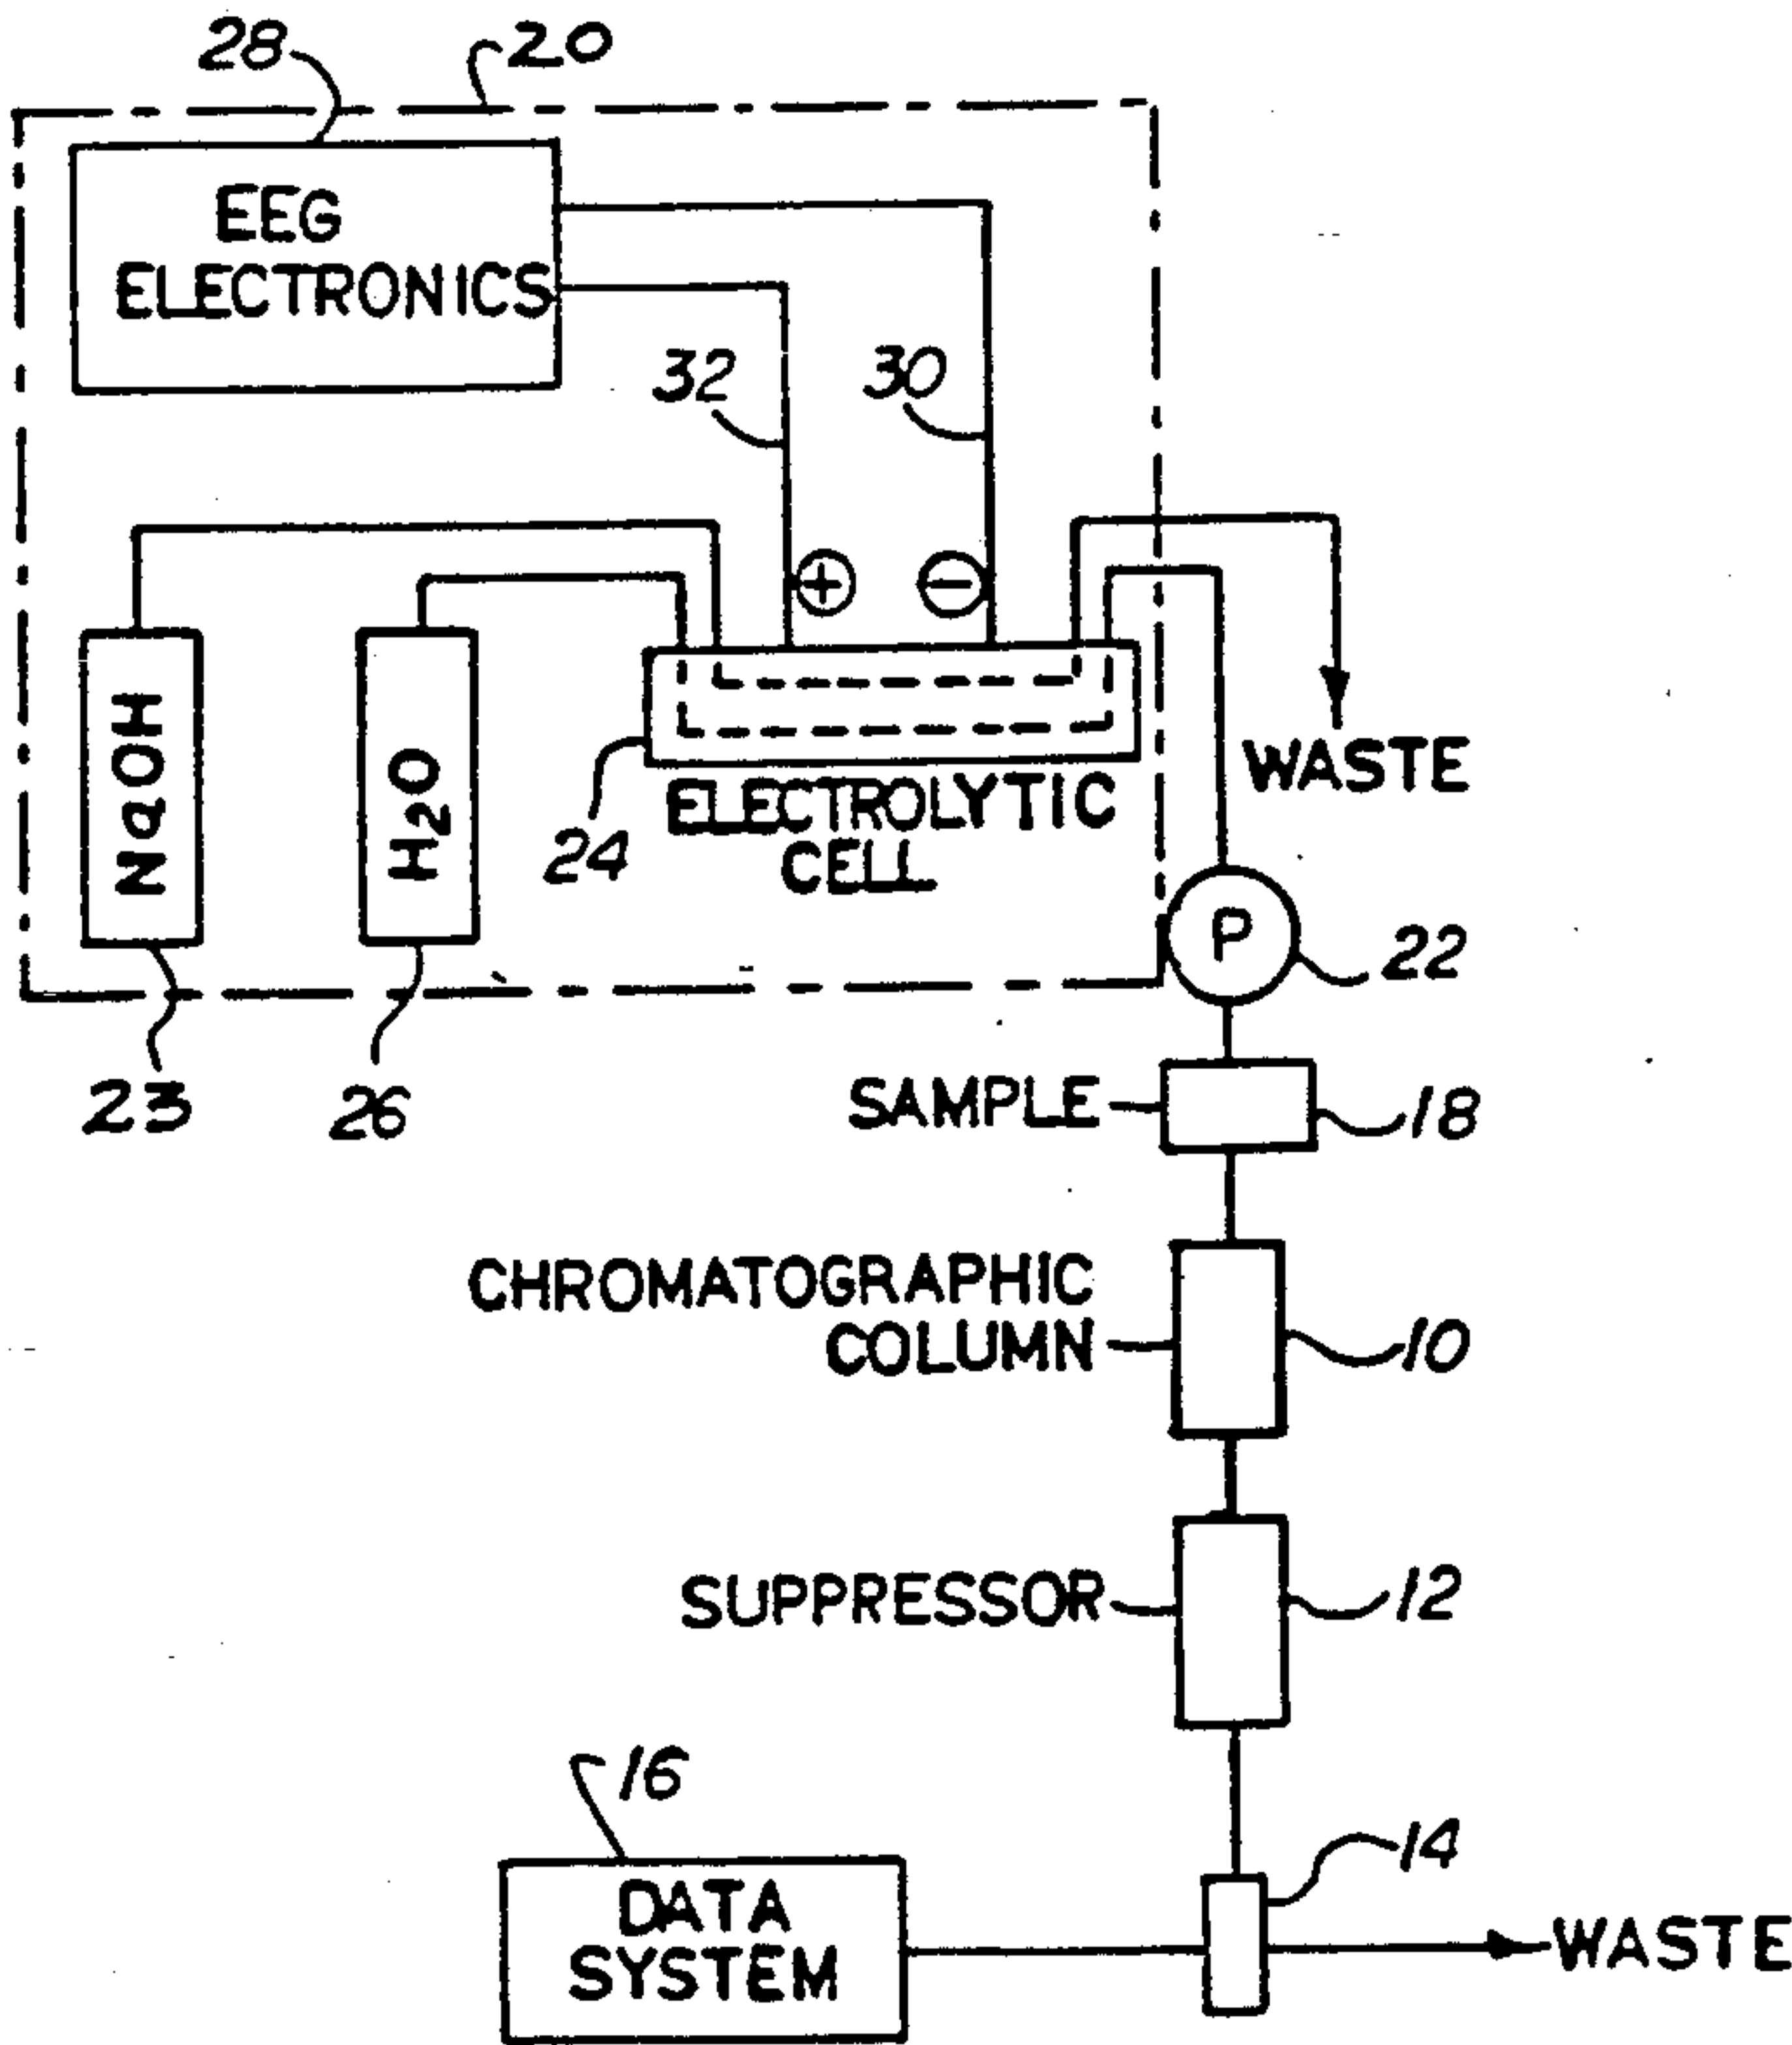 28
20
EEG
ELECTRONICS
32
30
+
−
NaOH
H2O
24
ELECTROLYTIC
CELL
WASTE
P
22
23
26
SAMPLE
18
CHROMATOGRAPHIC
COLUMN
10
SUPPRESSOR
12
16
14
DATA
SYSTEM
WASTE